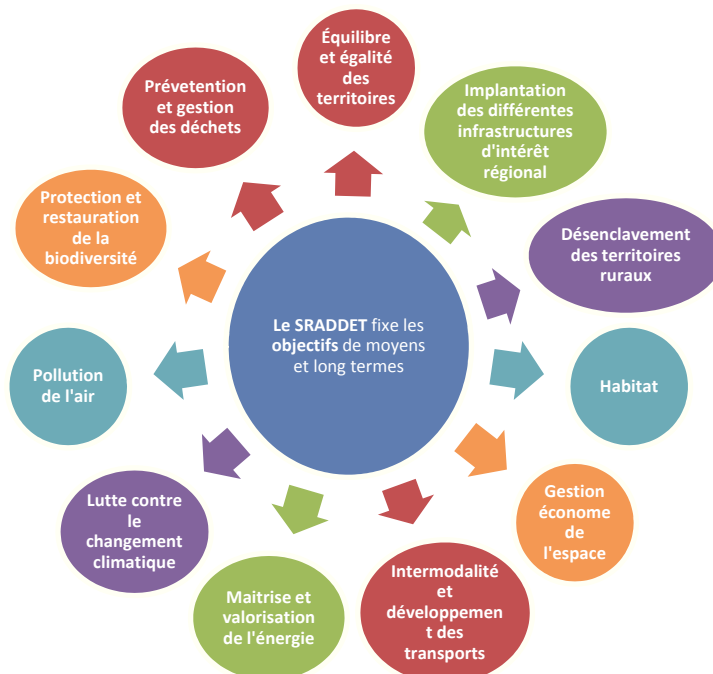 Équilibre
et égalité
des
territoires
Implantation
des différentes
infrastructures
d'intérêt
régional
Désenclavement
des territoires
ruraux
Habitat
Gestion
économe
de
l'espace
Intermodalité
et
développemen
t des
transports
Maitrise et
valorisation
de l'énergie
Lutte contre
le
changement
climatique
Pollution
de l'air
Protection et
restauration
de la
biodiversité
Prévetention
et gestion
des déchets
Le SRADDET fixe les
objectifs de moyens
et long termes